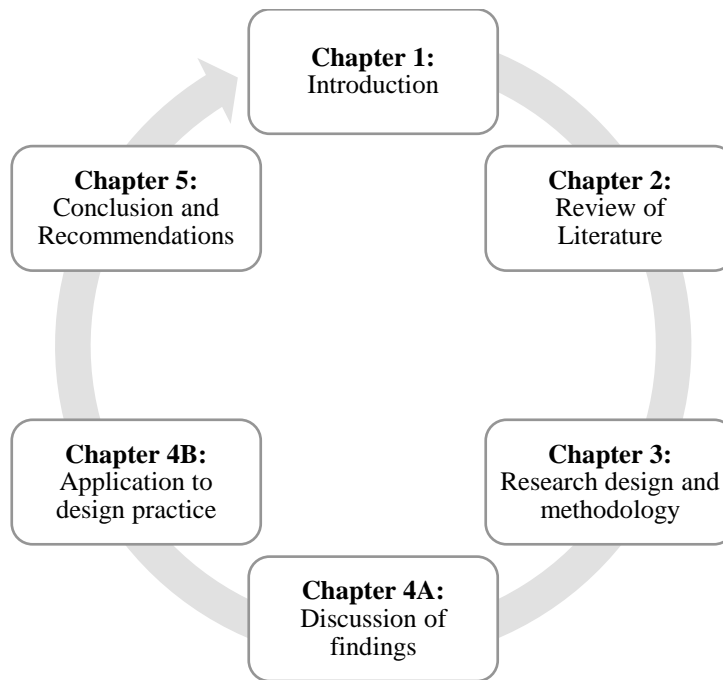 Chapter 1:
Introduction
Chapter 2:
Review of
Literature
Chapter 3:
Research design and
methodology
Chapter 4A:
Discussion of
findings
Chapter 4B:
Application to
design practice
Chapter 5:
Conclusion and
Recommendations